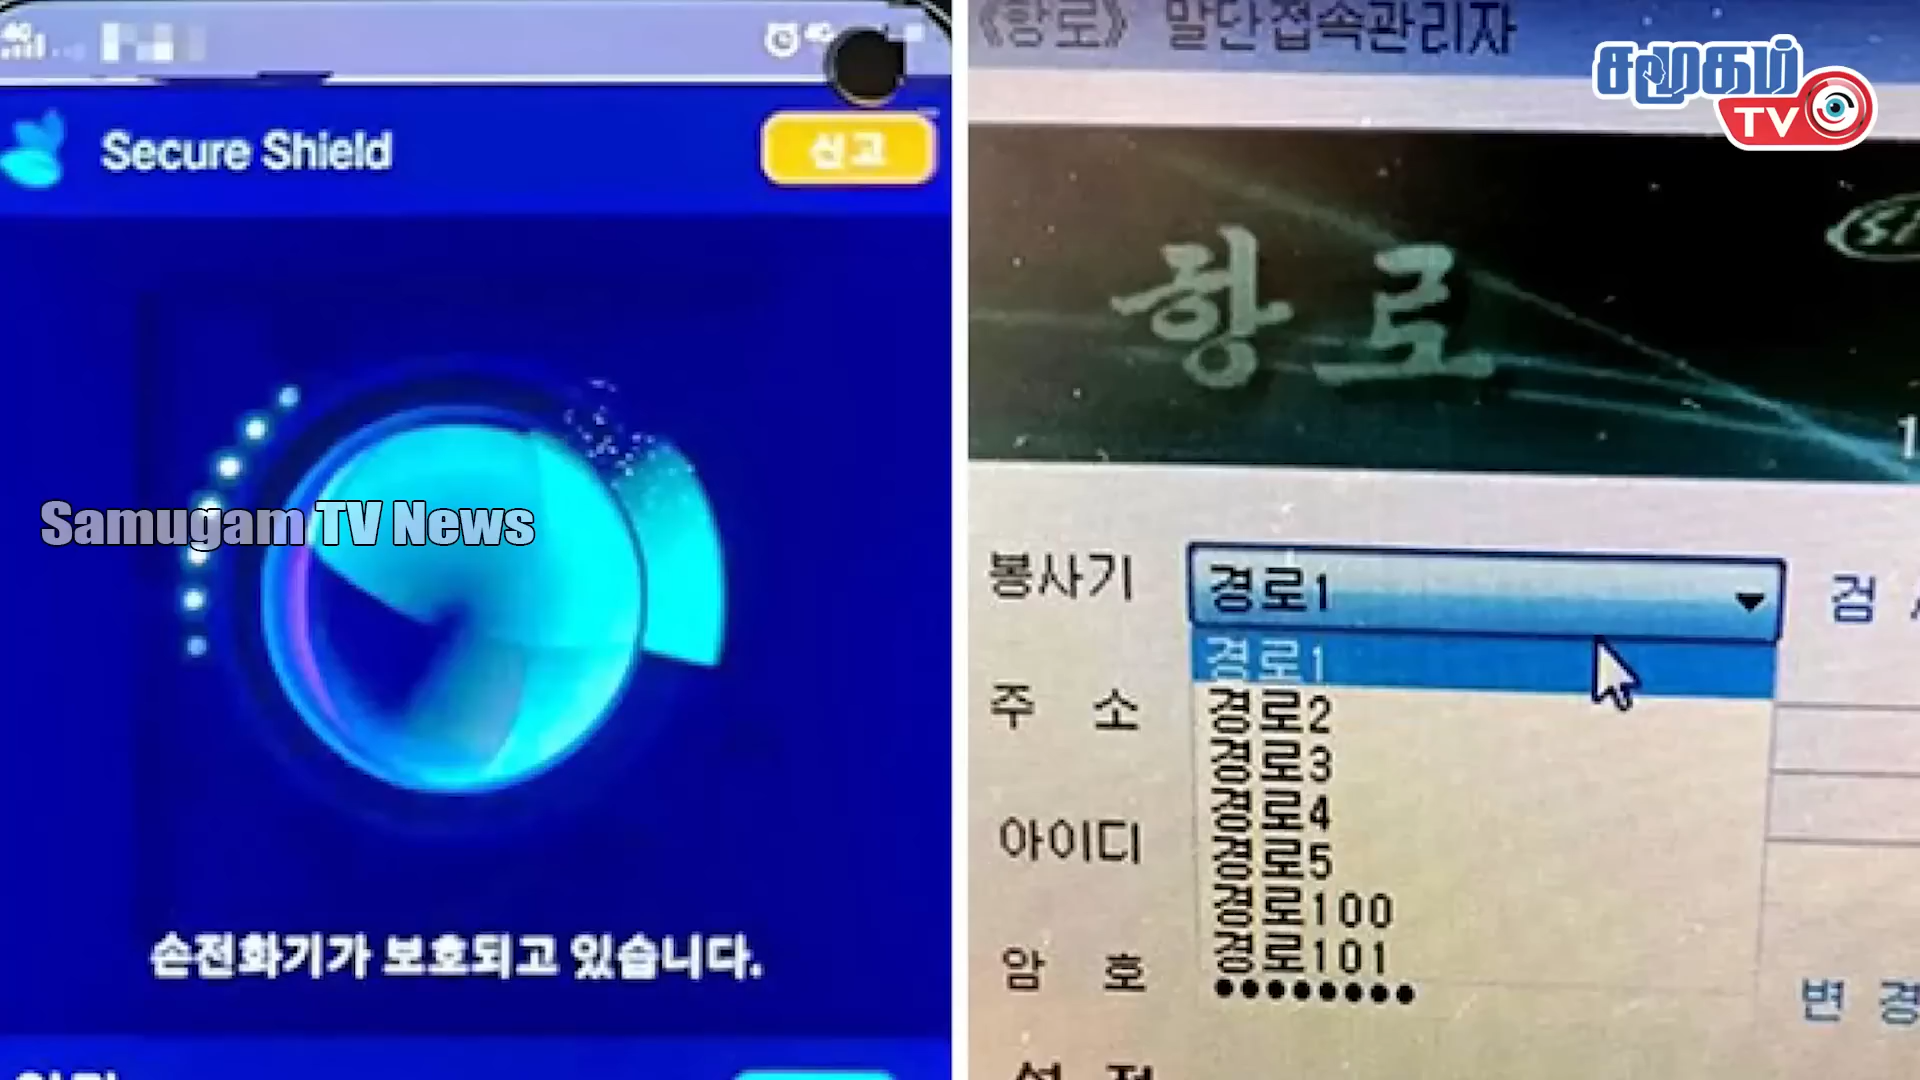 4G
4G
Secure Shield
신고
손전화기가 보호되고 있습니다.
Samugam TV News
《항로》 말단접속관리자
சமூகம்
TV
항로
봉사기
경로1
경로1
경로2
경로3
경로4
경로5
경로100
경로101
주 소
아이디
암 호
●●●●●●●●
검
변 경